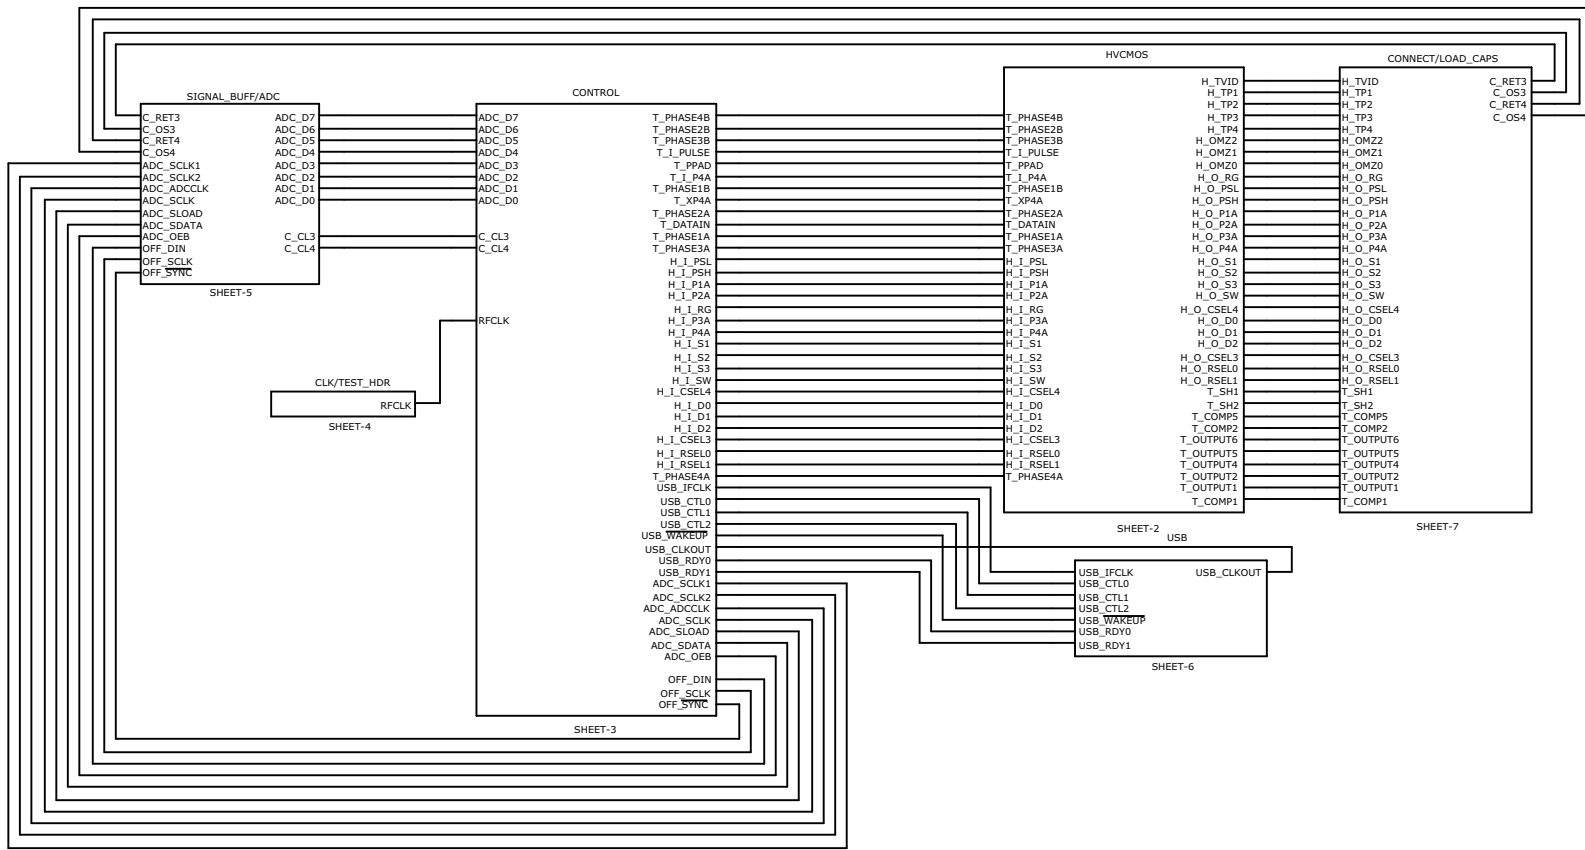 SIGNAL_BUFF/ADC
C_RET3
C_OS3
C_RET4
C_OS4
ADC_SCLK1
ADC_SCLK2
ADC_ADCCLK
ADC_SCLK
ADC_SLOAD
ADC_SDATA
ADC_OEB
OFF_DIN
OFF_SCLK
OFF_SYNC
ADC_D7
ADC_D6
ADC_D5
ADC_D4
ADC_D3
ADC_D2
ADC_D1
ADC_D0
C_CL3
C_CL4
SHEET-5
CLK/TEST_HDR
RFCLK
SHEET-4
CONTROL
ADC_D7
ADC_D6
ADC_D5
ADC_D4
ADC_D3
ADC_D2
ADC_D1
ADC_D0
C_CL3
C_CL4
RFCLK
T_PHASE4B
T_PHASE2B
T_PHASE3B
T_I_PULSE
T_PPAD
T_I_P4A
T_PHASE1B
T_XP4A
T_PHASE2A
T_DATAIN
T_PHASE1A
T_PHASE3A
H_I_PSL
H_I_PSH
H_I_P1A
H_I_P2A
H_I_RG
H_I_P3A
H_I_P4A
H_I_S1
H_I_S2
H_I_S3
H_I_SW
H_I_CSEL4
H_I_D0
H_I_D1
H_I_D2
H_I_CSEL3
H_I_RSEL0
H_I_RSEL1
T_PHASE4A
USB_IFCLK
USB_CTL0
USB_CTL1
USB_CTL2
USB_WAKEUP
USB_CLKOUT
USB_RDY0
USB_RDY1
ADC_SCLK1
ADC_SCLK2
ADC_ADCCLK
ADC_SCLK
ADC_SLOAD
ADC_SDATA
ADC_OEB
OFF_DIN
OFF_SCLK
OFF_SYNC
SHEET-3
HVCMOS
T_PHASE4B
T_PHASE2B
T_PHASE3B
T_I_PULSE
T_PPAD
T_I_P4A
T_PHASE1B
T_XP4A
T_PHASE2A
T_DATAIN
T_PHASE1A
T_PHASE3A
H_I_PSL
H_I_PSH
H_I_P1A
H_I_P2A
H_I_RG
H_I_P3A
H_I_P4A
H_I_S1
H_I_S2
H_I_S3
H_I_SW
H_I_CSEL4
H_I_D0
H_I_D1
H_I_D2
H_I_CSEL3
H_I_RSEL0
H_I_RSEL1
T_PHASE4A
H_TVID
H_TP1
H_TP2
H_TP3
H_TP4
H_OMZ2
H_OMZ1
H_OMZ0
H_O_RG
H_O_PSL
H_O_PSH
H_O_P1A
H_O_P2A
H_O_P3A
H_O_P4A
H_O_S1
H_O_S2
H_O_S3
H_O_SW
H_O_CSEL4
H_O_D0
H_O_D1
H_O_D2
H_O_CSEL3
H_O_RSEL0
H_O_RSEL1
T_SH1
T_SH2
T_COMP5
T_COMP2
T_OUTPUT6
T_OUTPUT5
T_OUTPUT4
T_OUTPUT2
T_OUTPUT1
T_COMP1
SHEET-2
CONNECT/LOAD_CAPS
H_TVID
H_TP1
H_TP2
H_TP3
H_TP4
H_OMZ2
H_OMZ1
H_OMZ0
H_O_RG
H_O_PSL
H_O_PSH
H_O_P1A
H_O_P2A
H_O_P3A
H_O_P4A
H_O_S1
H_O_S2
H_O_S3
H_O_SW
H_O_CSEL4
H_O_D0
H_O_D1
H_O_D2
H_O_CSEL3
H_O_RSEL0
H_O_RSEL1
T_SH1
T_SH2
T_COMP5
T_COMP2
T_OUTPUT6
T_OUTPUT5
T_OUTPUT4
T_OUTPUT2
T_OUTPUT1
T_COMP1
C_RET3
C_OS3
C_RET4
C_OS4
SHEET-7
USB
USB_IFCLK
USB_CTL0
USB_CTL1
USB_CTL2
USB_WAKEUP
USB_RDY0
USB_RDY1
USB_CLKOUT
SHEET-6